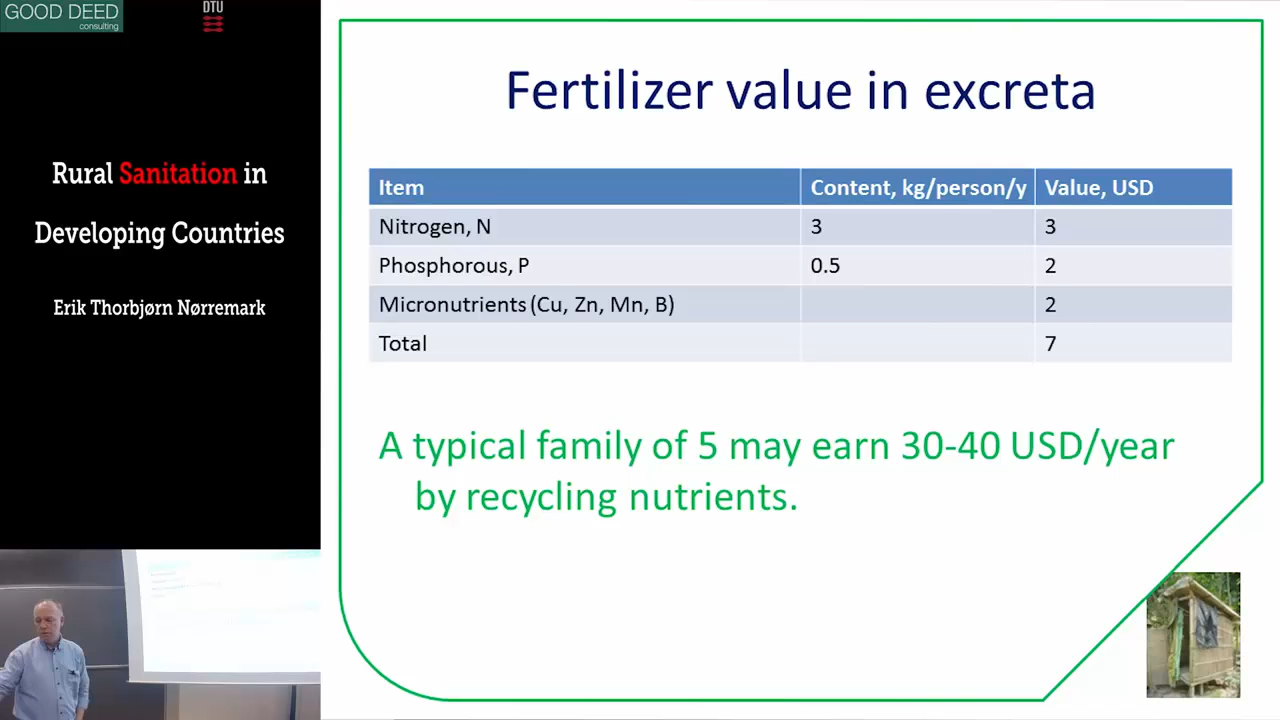 GOOD DEED
consulting
DTU
Rural Sanitation in
Developing Countries
Erik Thorbjørn Nørremark
Fertilizer value in excreta
Item Content, kg/person/y Value, USD
Nitrogen, N 3 3
Phosphorous, P 0.5 2
Micronutrients (Cu, Zn, Mn, B) 2
Total 7
A typical family of 5 may earn 30-40 USD/year
by recycling nutrients.